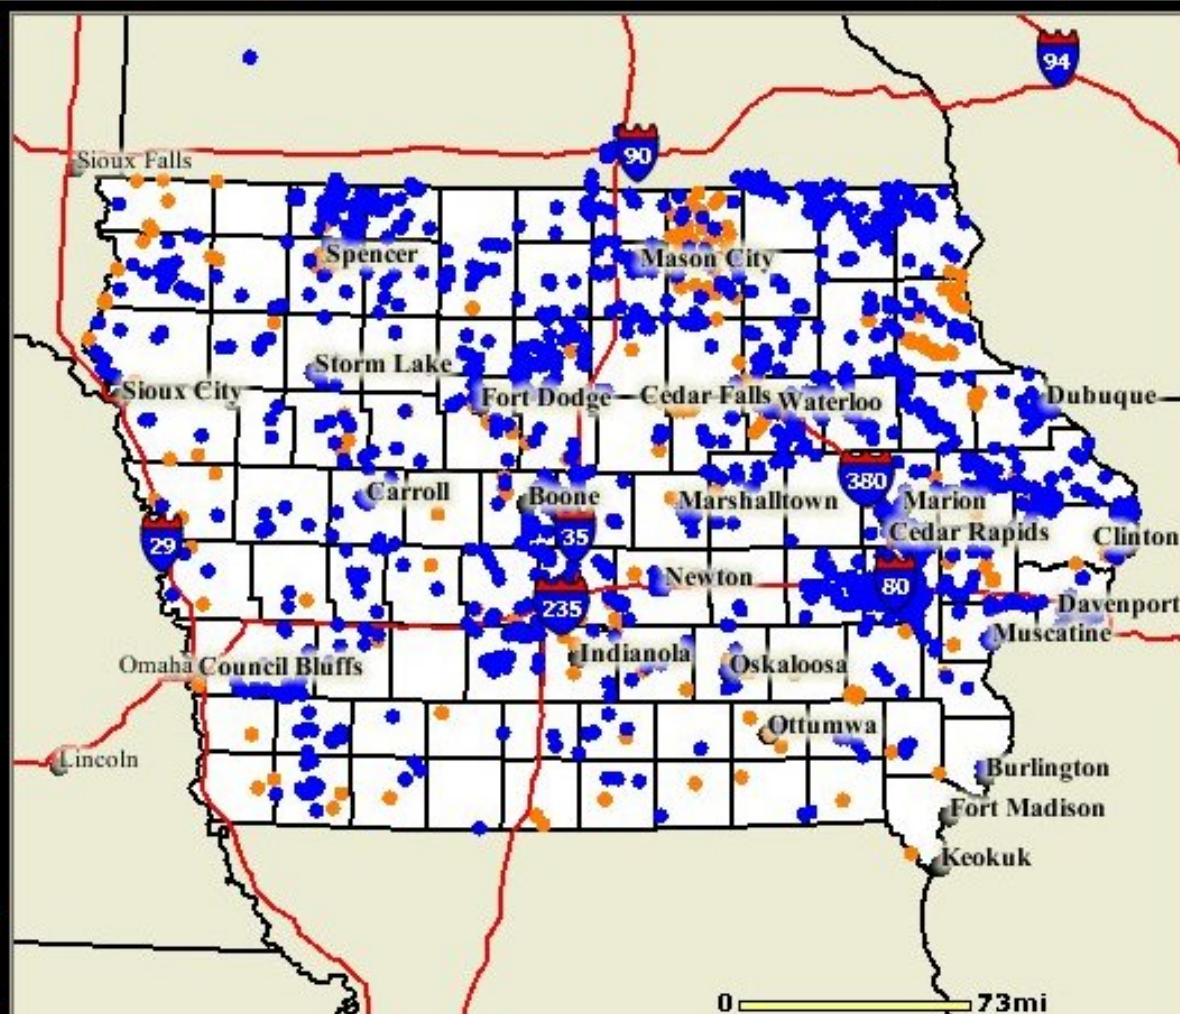 94
90
Sioux Falls
Spencer
Mason City
Storm Lake
Sioux City
Fort Dodge
Cedar Falls
Waterloo
Dubuque
380
Carroll
Boone
Marshalltown
Marion
29
35
Cedar Rapids
Clinton
Newton
80
235
Davenport
Muscatine
Omaha
Council Bluffs
Indianola
Oskaloosa
Ottumwa
Lincoln
Burlington
Fort Madison
Keokuk
0 73mi